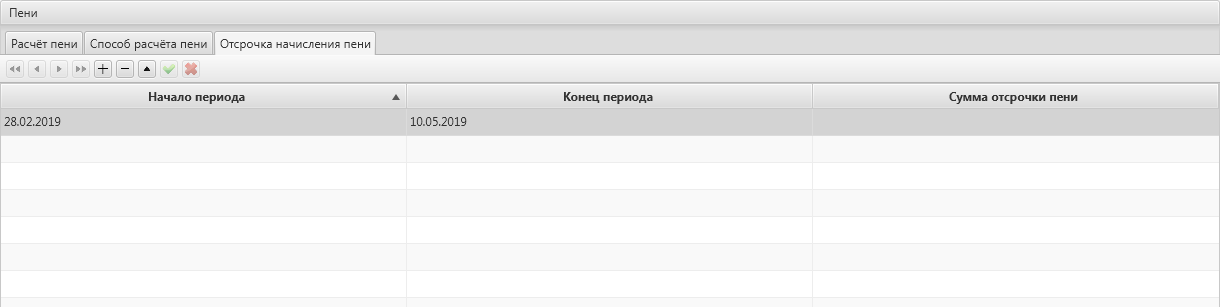 Пени
Расчёт пени Способ расчёта пени Отсрочка начисления пени
Начало периода Конец периода Сумма отсрочки пени
28.02.2019 10.05.2019